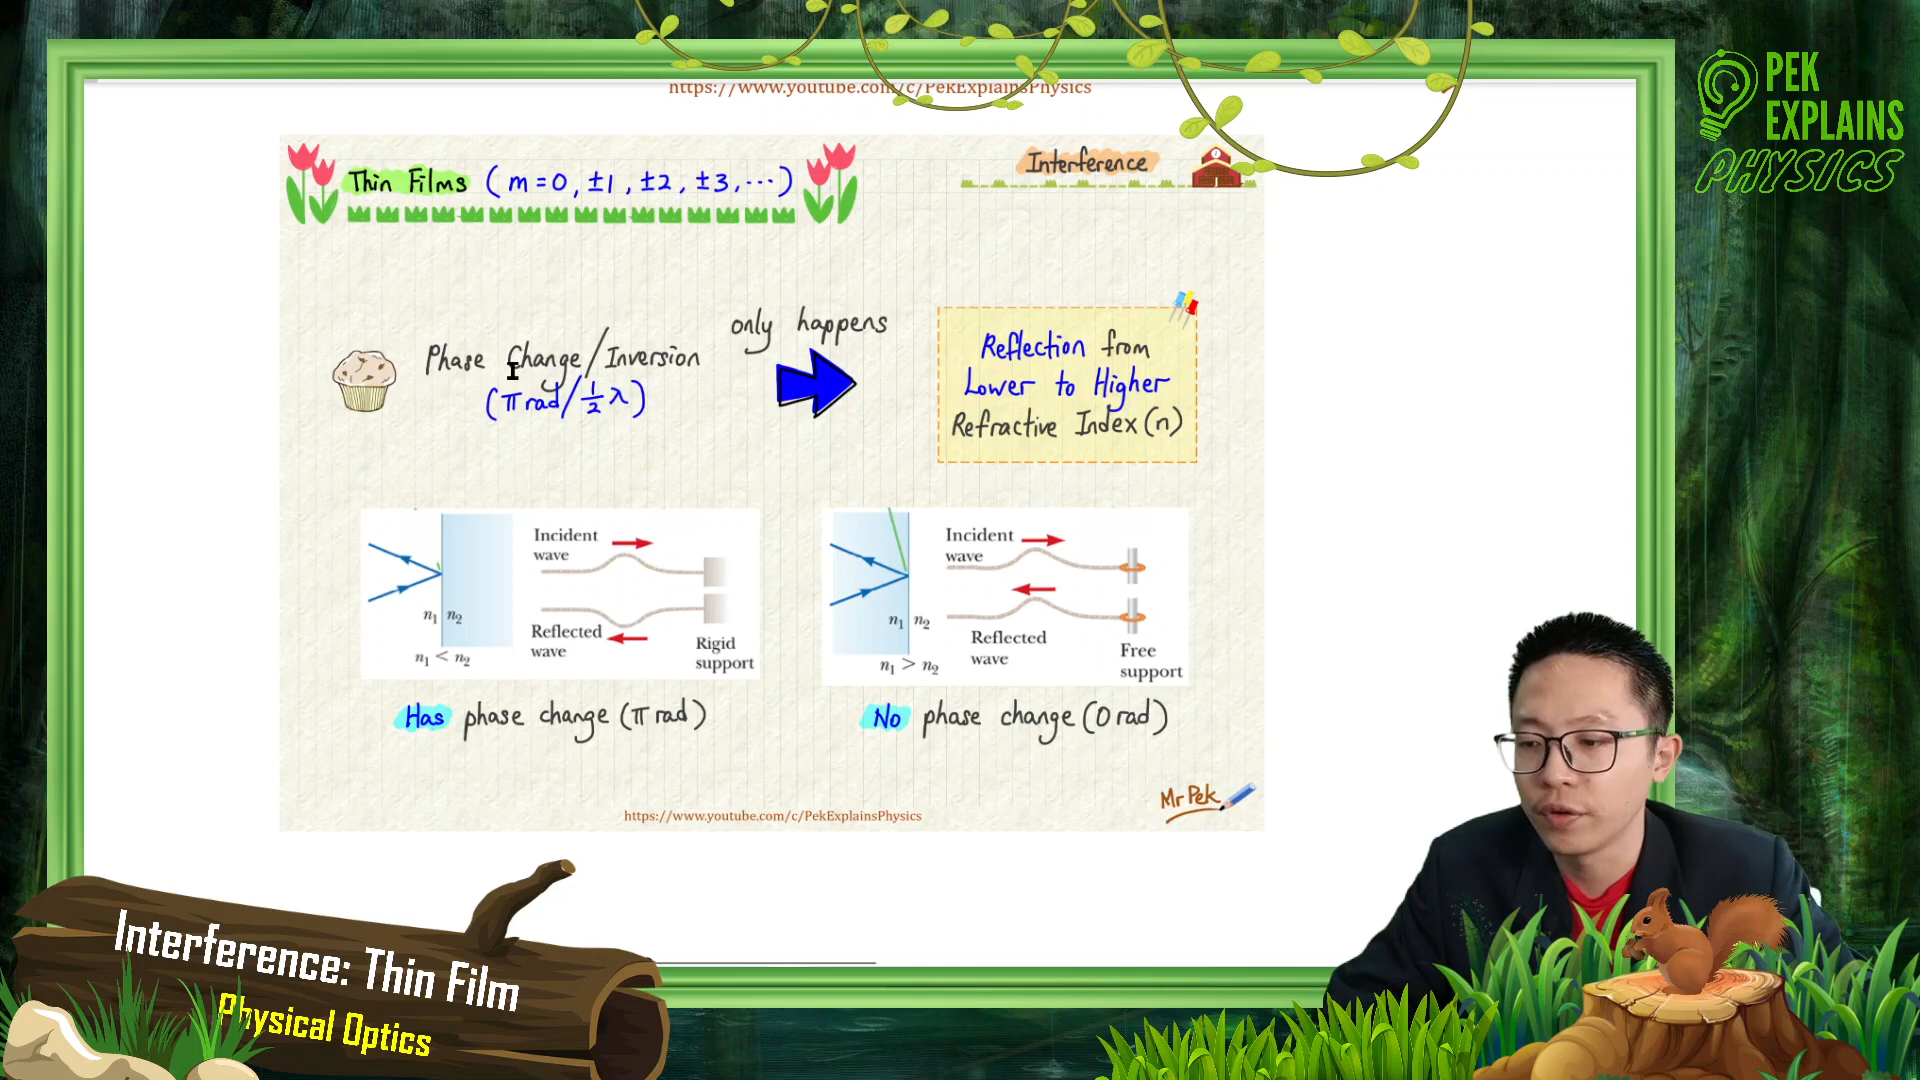 https://www.youtube.com/c/PekExplainsPhysics
PEK
EXPLAINS
PHYSICS
Thin Films (m=0, ±1, ±2, ±3, ...)
Interference
Phase Change/Inversion
(π rad/½λ)
only happens
Reflection from
Lower to Higher
Refractive Index (n)
n₁ n₂
n₁ < n₂
Incident
wave
Reflected
wave
Rigid
support
n₁ n₂
n₁ > n₂
Incident
wave
Reflected
wave
Free
support
Has phase change (π rad)
No phase change (0 rad)
Mr Pek
https://www.youtube.com/c/PekExplainsPhysics
Interference: Thin Film
Physical Optics